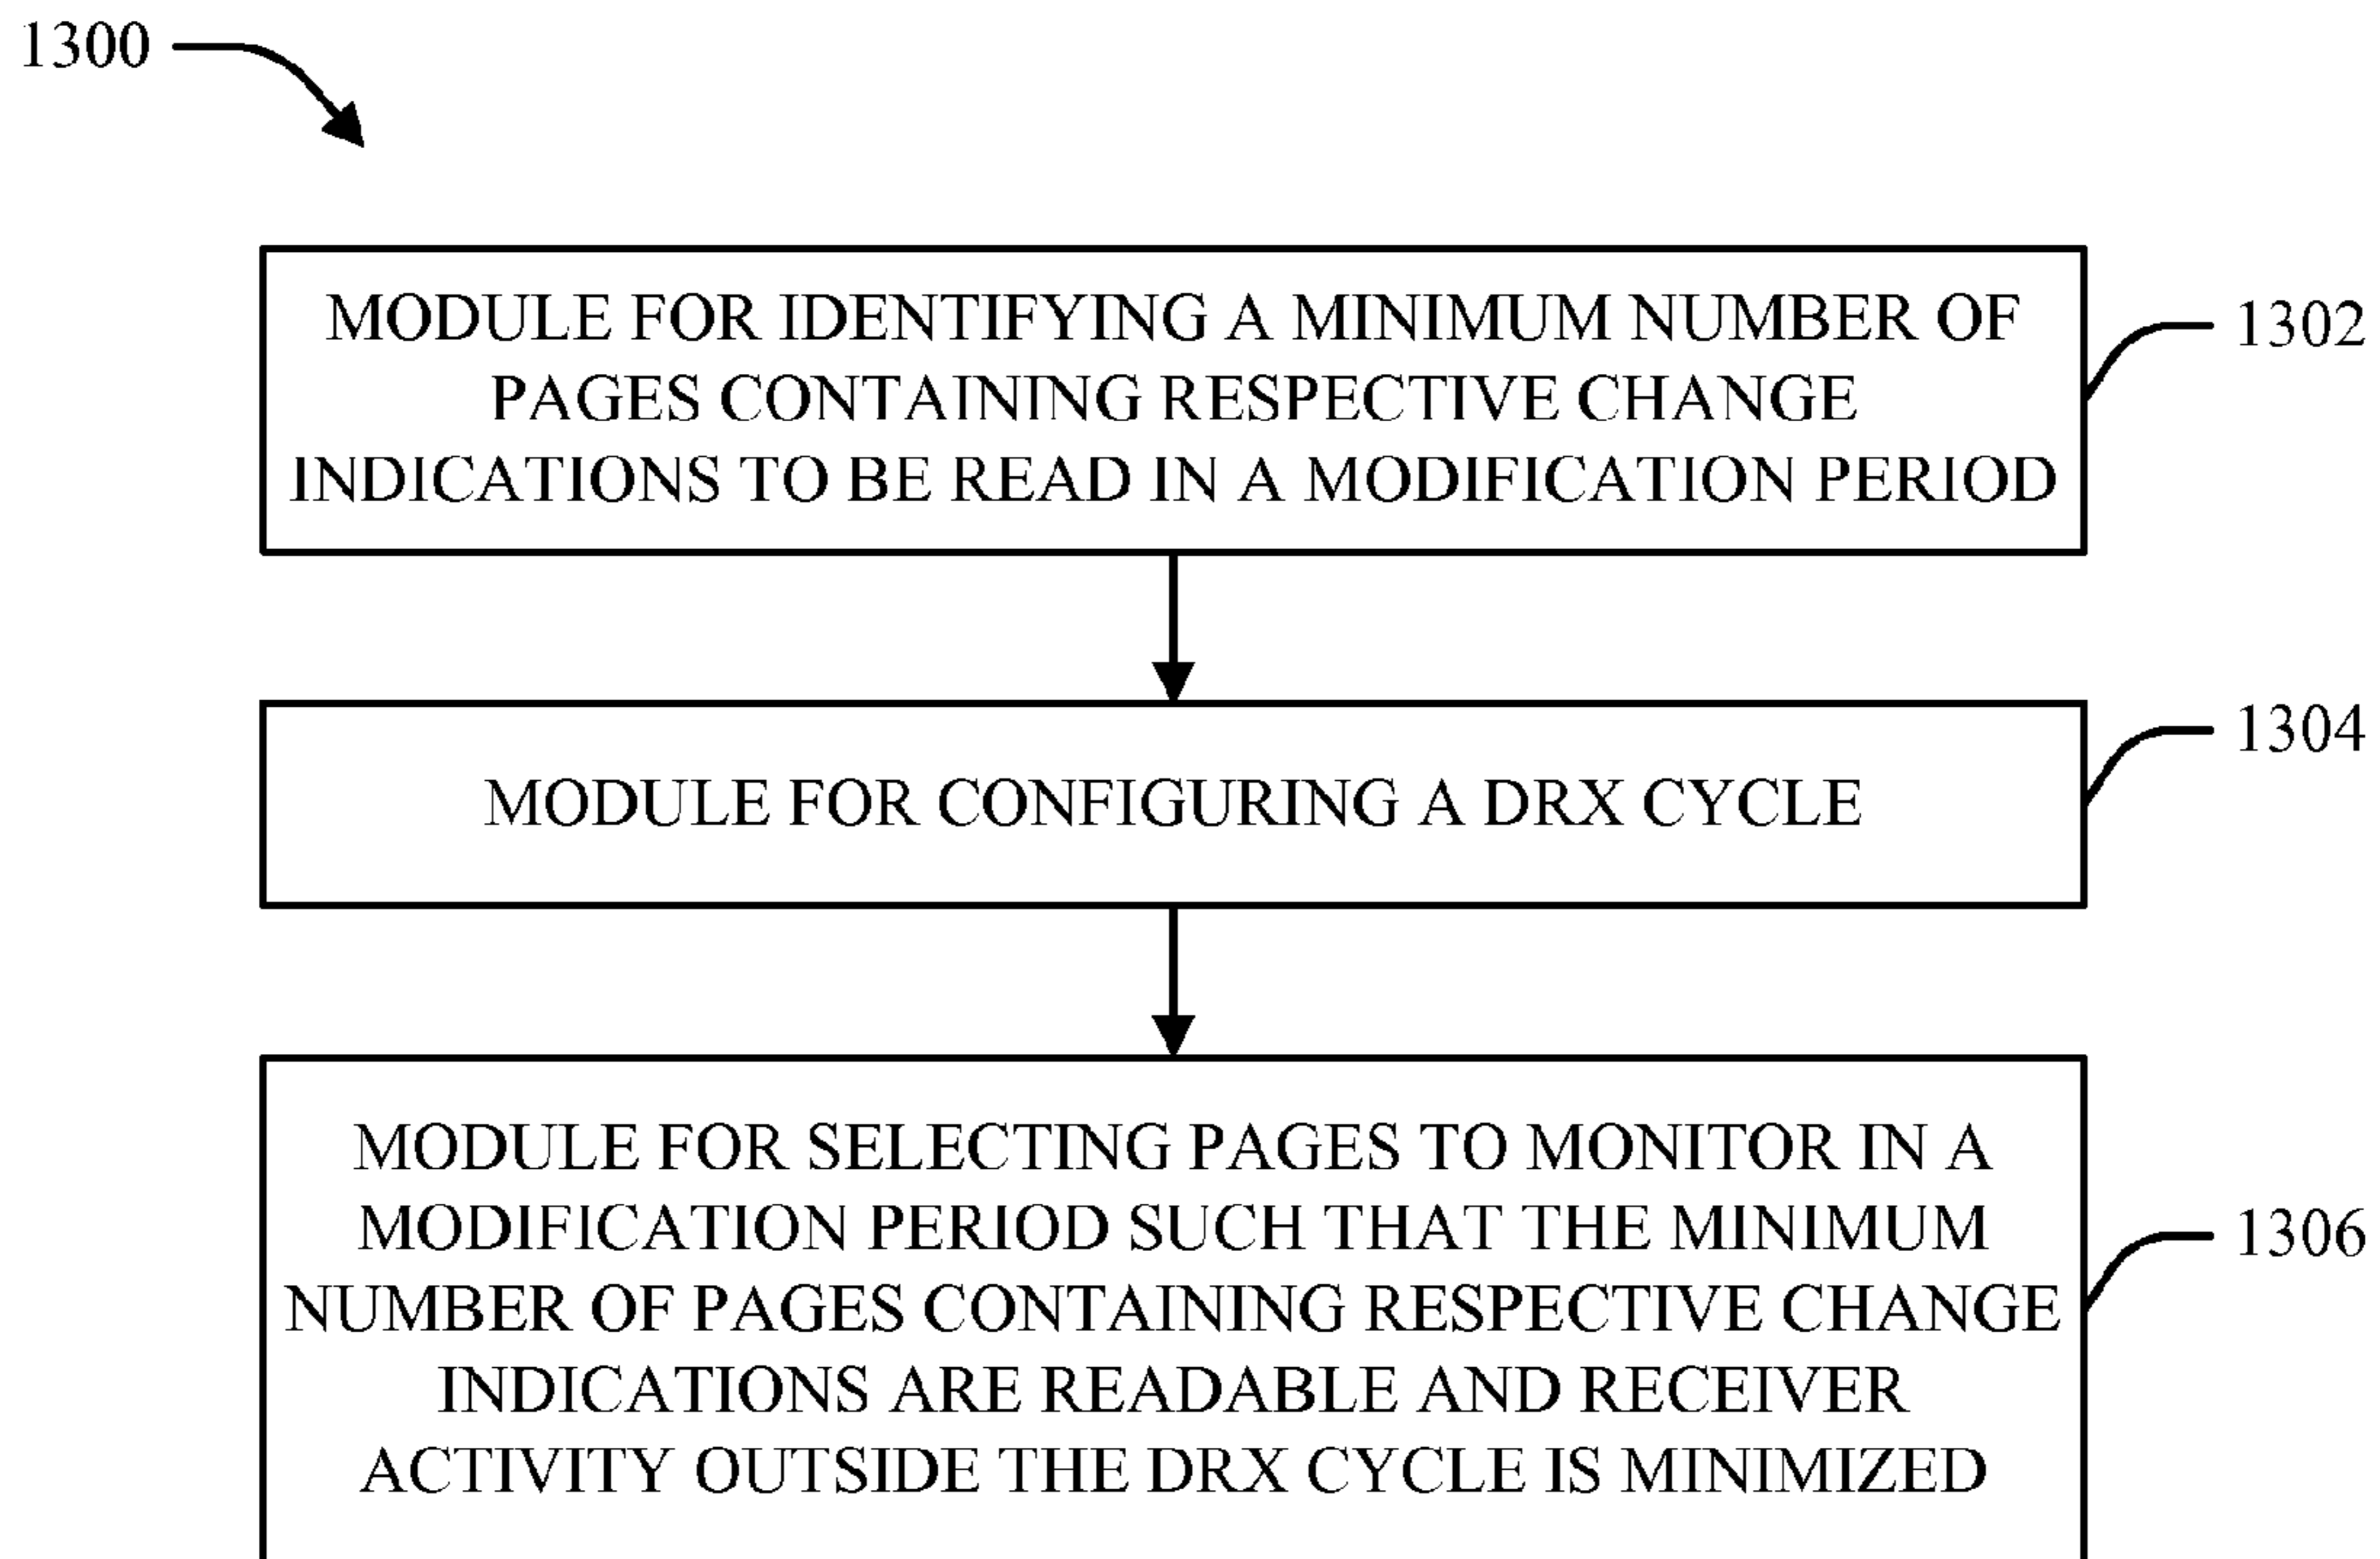 1300
MODULE FOR IDENTIFYING A MINIMUM NUMBER OF
PAGES CONTAINING RESPECTIVE CHANGE
INDICATIONS TO BE READ IN A MODIFICATION PERIOD
1302
MODULE FOR CONFIGURING A DRX CYCLE
1304
MODULE FOR SELECTING PAGES TO MONITOR IN A
MODIFICATION PERIOD SUCH THAT THE MINIMUM
NUMBER OF PAGES CONTAINING RESPECTIVE CHANGE
INDICATIONS ARE READABLE AND RECEIVER
ACTIVITY OUTSIDE THE DRX CYCLE IS MINIMIZED
1306